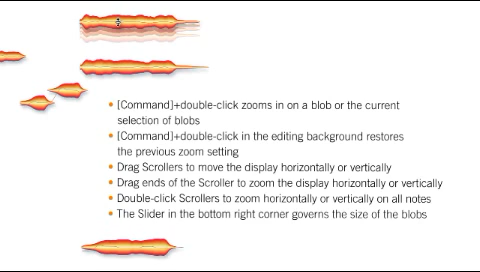 • [Command]+double-click zooms in on a blob or the current
selection of blobs
• [Command]+double-click in the editing background restores
the previous zoom setting
• Drag Scrollers to move the display horizontally or vertically
• Drag ends of the Scroller to zoom the display horizontally or vertically
• Double-click Scrollers to zoom horizontally or vertically on all notes
• The Slider in the bottom right corner governs the size of the blobs